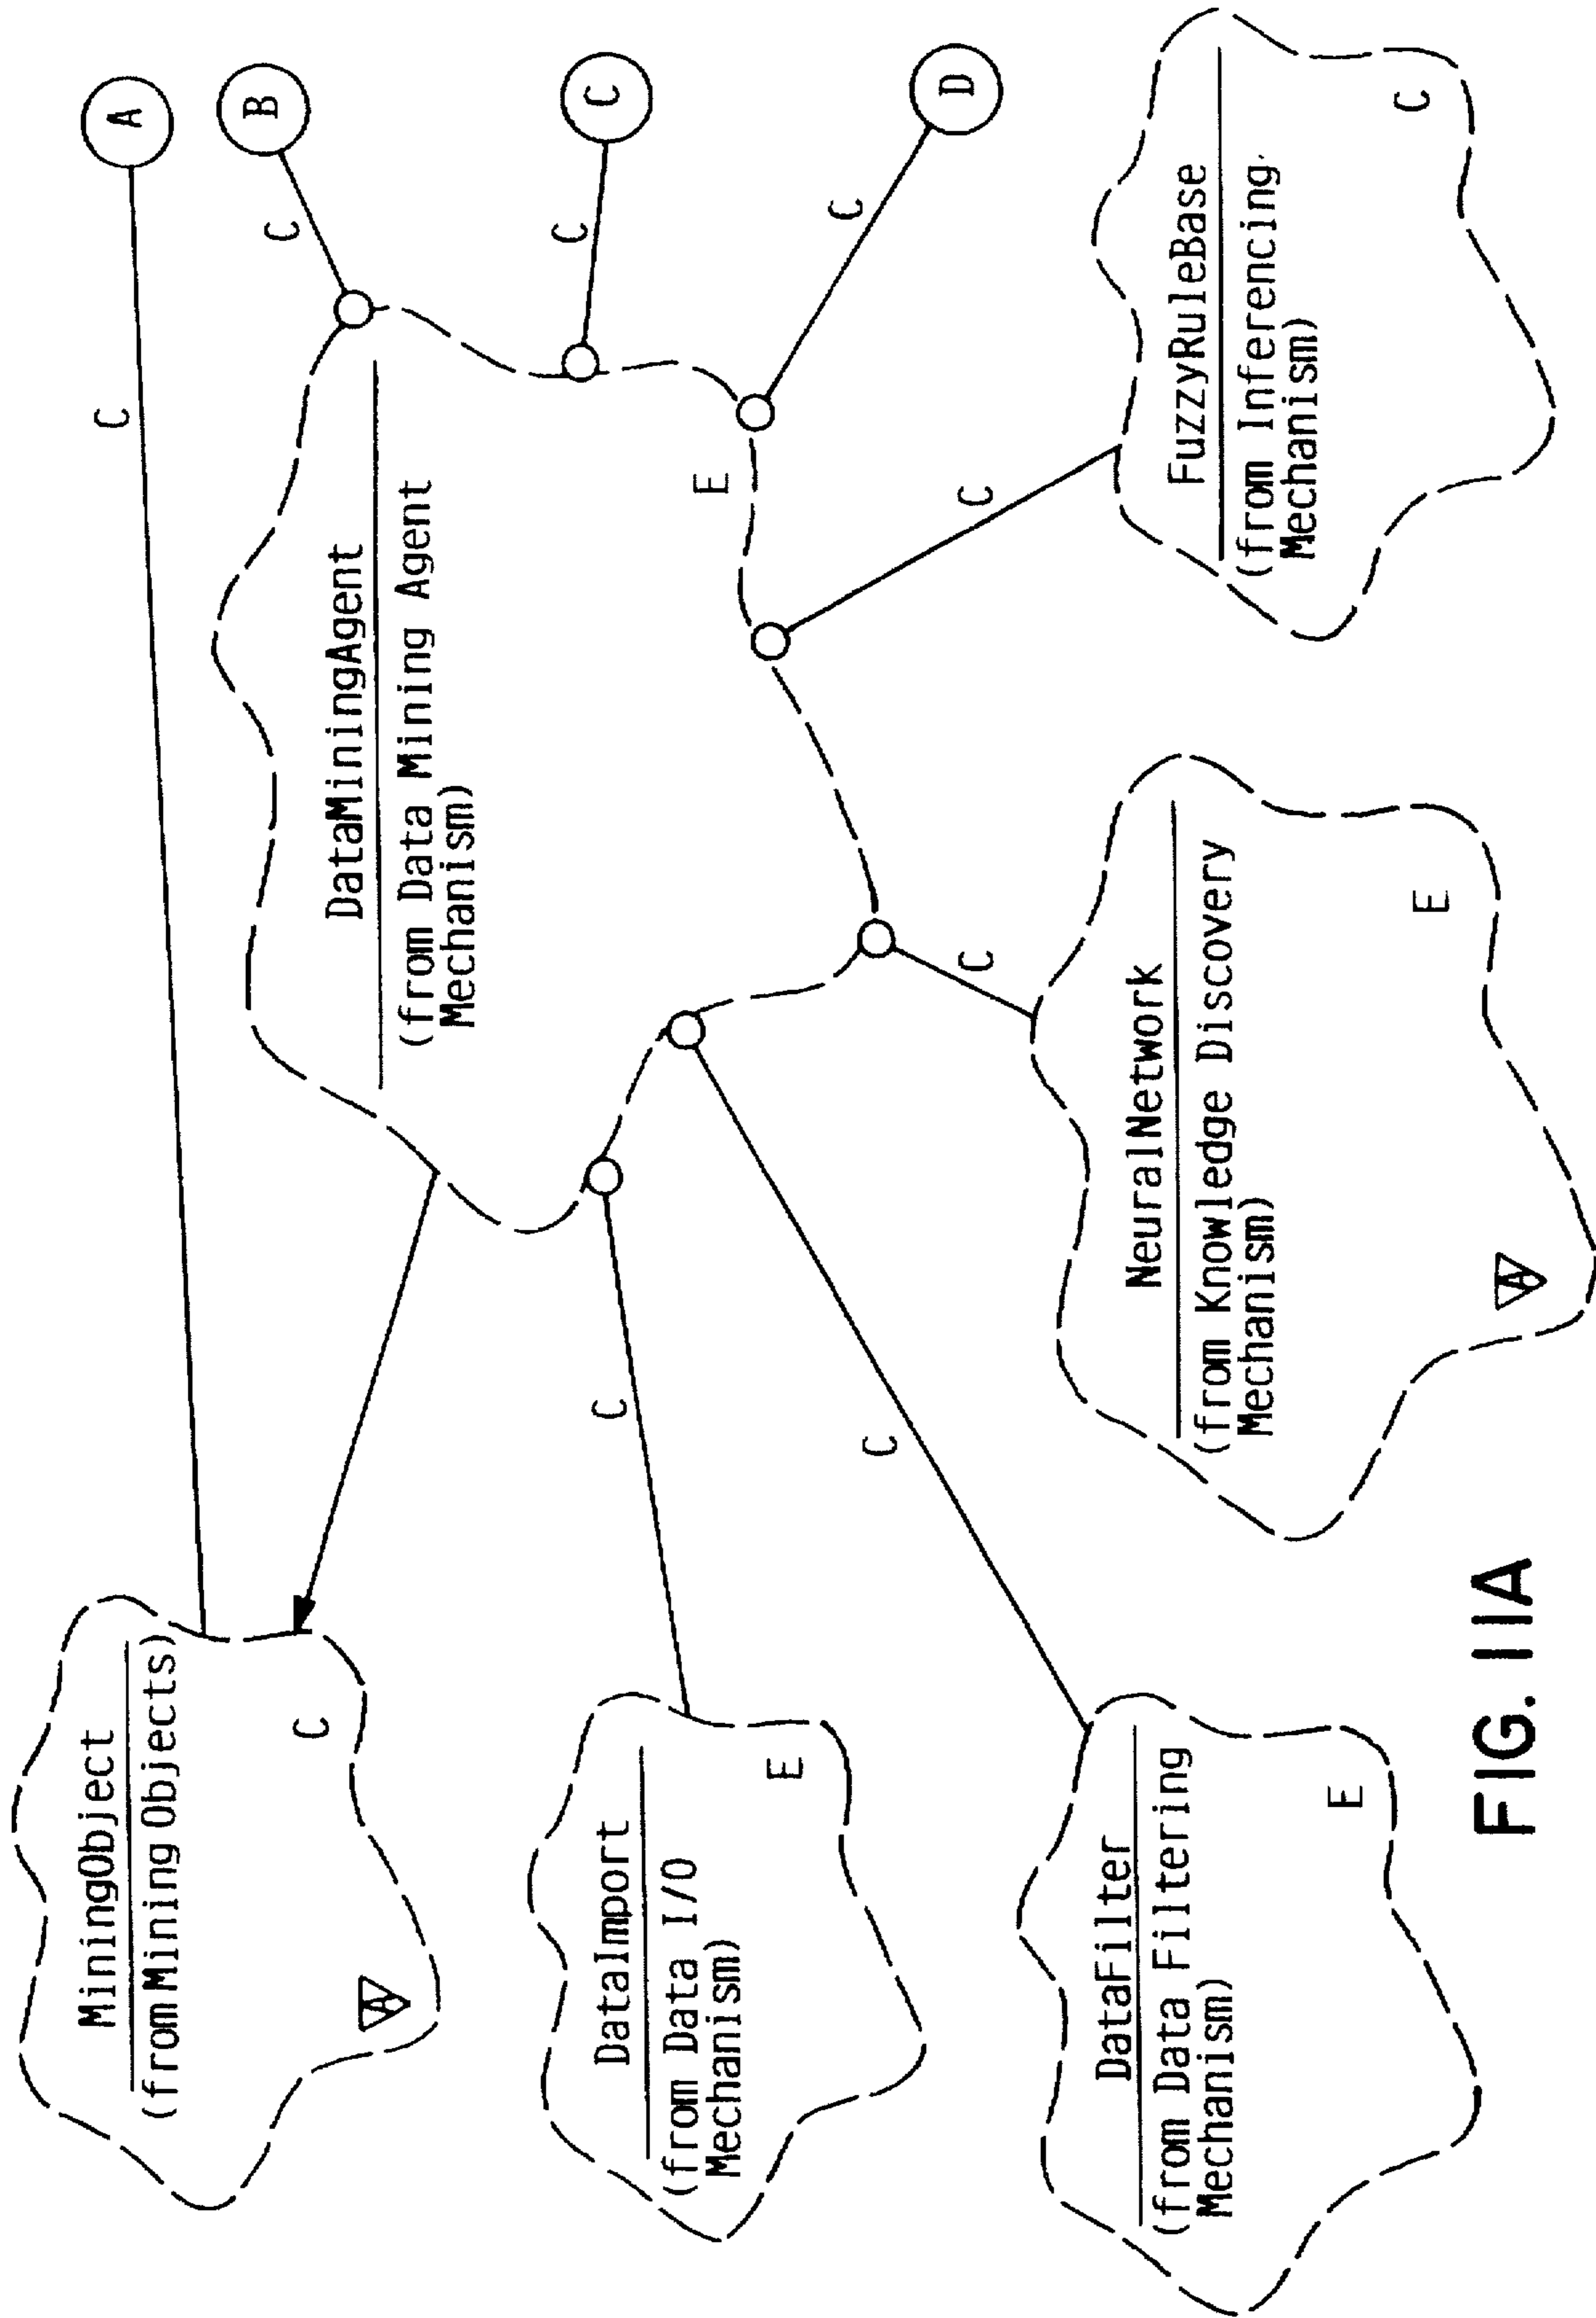 MiningObject
(from Mining Objects)
C
A
C
A
DataMiningAgent
(from Data Mining Agent
Mechanism)
E
C
B
C
C
C
D
DataImport
(from Data I/O
Mechanism)
E
C
DataFilter
(from Data Filtering
Mechanism)
E
C
NeuralNetwork
(from Knowledge Discovery
Mechanism)
E
A
C
FuzzyRuleBase
(from Inferencing
Mechanism)
C
C
FIG. 11A